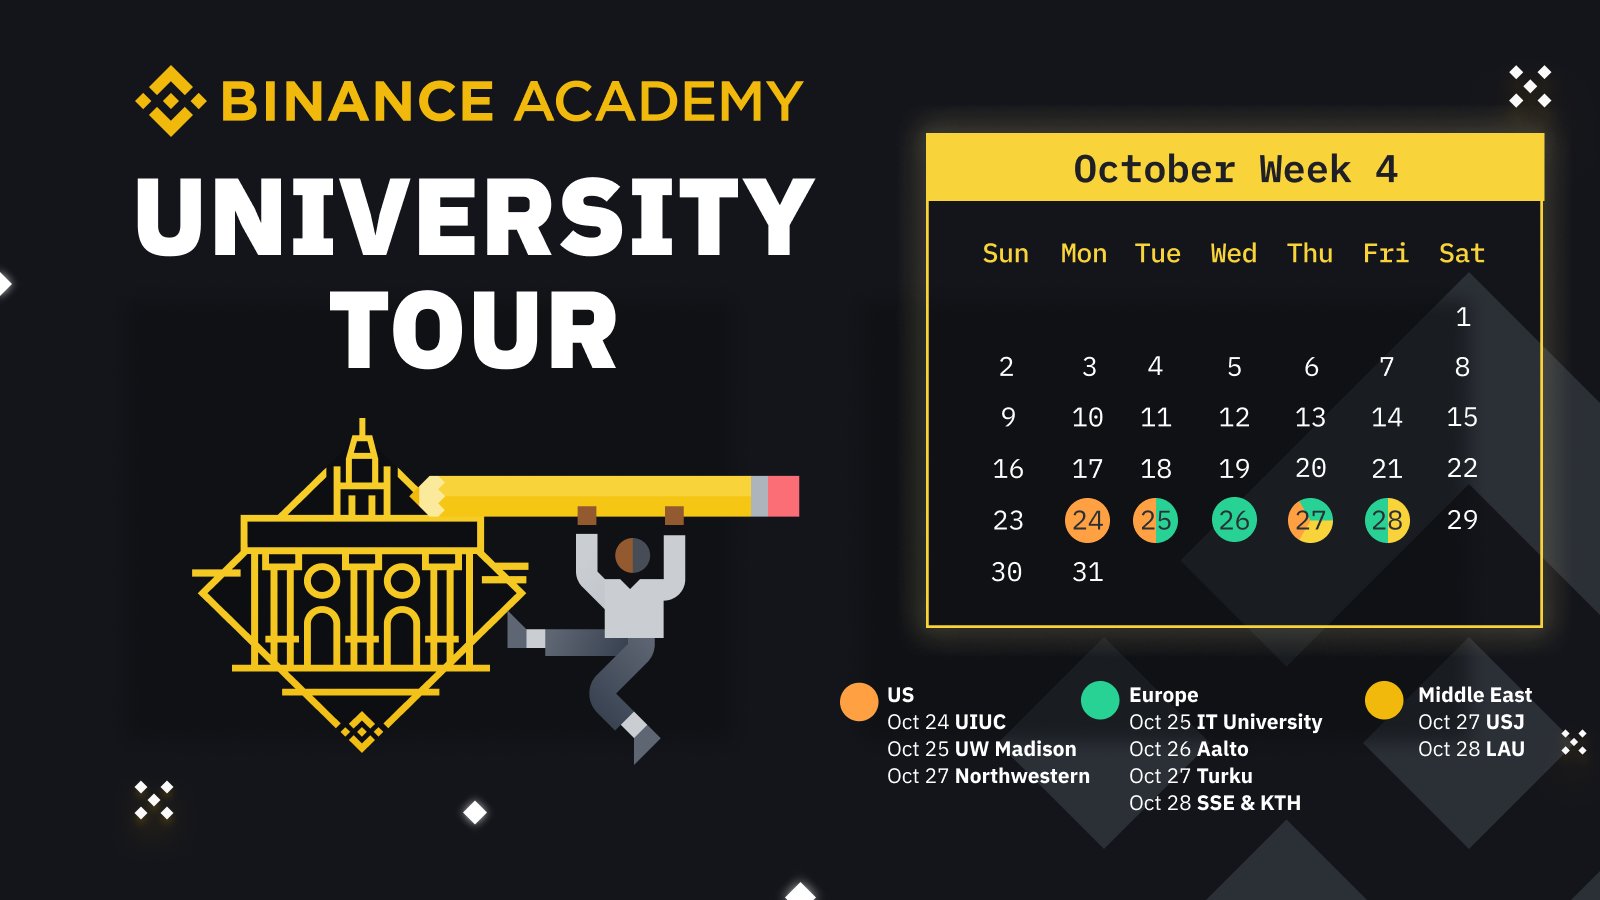 BINANCE ACADEMY
UNIVERSITY
TOUR
October Week 4
Sun Mon Tue Wed Thu Fri Sat
1
2 3 4 5 6 7 8
9 10 11 12 13 14 15
16 17 18 19 20 21 22
23 24 25 26 27 28 29
30 31
US
Oct 24 UIUC
Oct 25 UW Madison
Oct 27 Northwestern
Europe
Oct 25 IT University
Oct 26 Aalto
Oct 27 Turku
Oct 28 SSE & KTH
Middle East
Oct 27 USJ
Oct 28 LAU